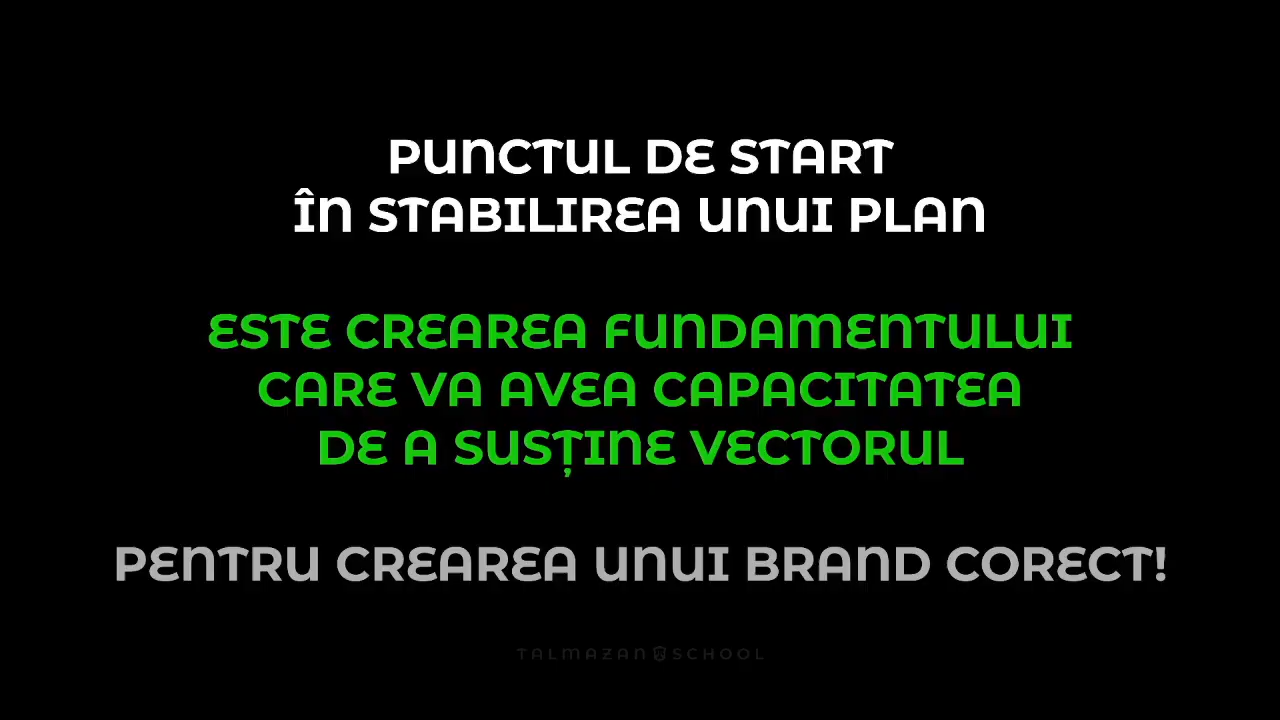 PUNCTUL DE START
ÎN STABILIREA UNUI PLAN
ESTE CREAREA FUNDAMENTULUI
CARE VA AVEA CAPACITATEA
DE A SUSȚINE VECTORUL
PENTRU CREAREA UNUI BRAND CORECT!
TALMAZAN SCHOOL